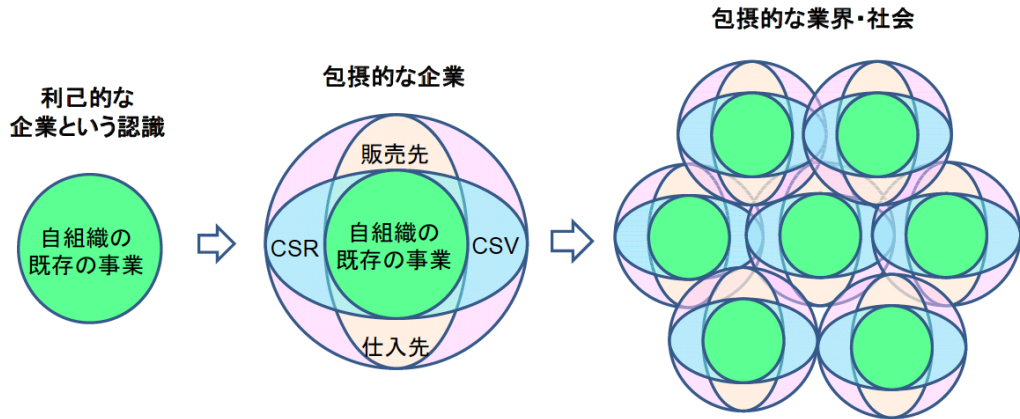 利己的な
企業という認識
自組織の
既存の事業
包摂的な企業
販売先
CSR
自組織の
既存の事業
CSV
仕入先
包摂的な業界・社会